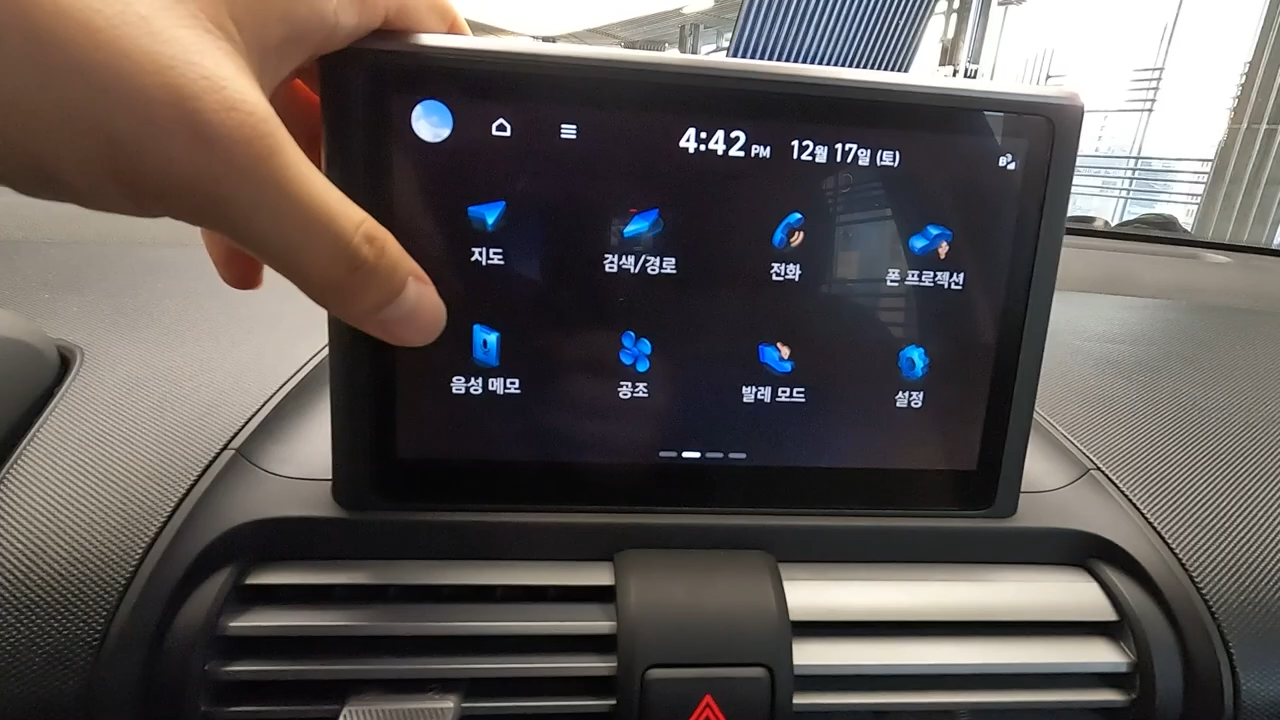 4:42 PM 12월 17일 (토)
지도 검색/경로 전화 폰 프로젝션
음성 메모 공조 발레 모드 설정